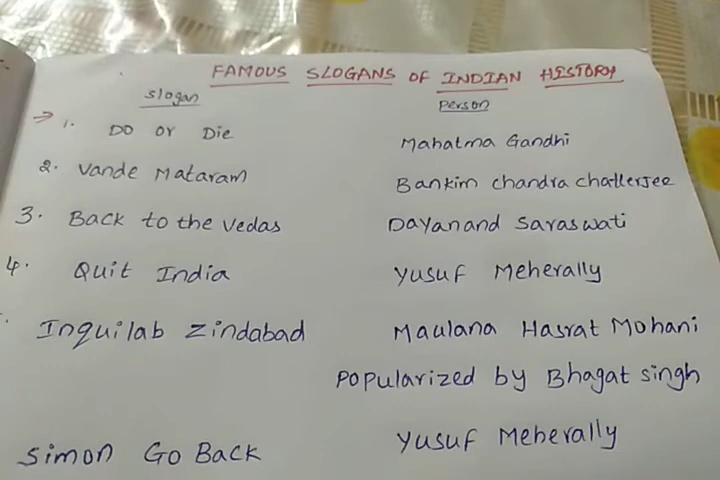 FAMOUS SLOGANS OF INDIAN HISTORY
Slogan Person
→ 1. DO or Die Mahatma Gandhi
2. Vande Mataram Bankim Chandra Chatterjee
3. Back to the Vedas Dayanand Saraswati
4. Quit India Yusuf Meherally
Inquilab Zindabad Maulana Hasrat Mohani
Popularized by Bhagat Singh
Simon Go Back Yusuf Meherally